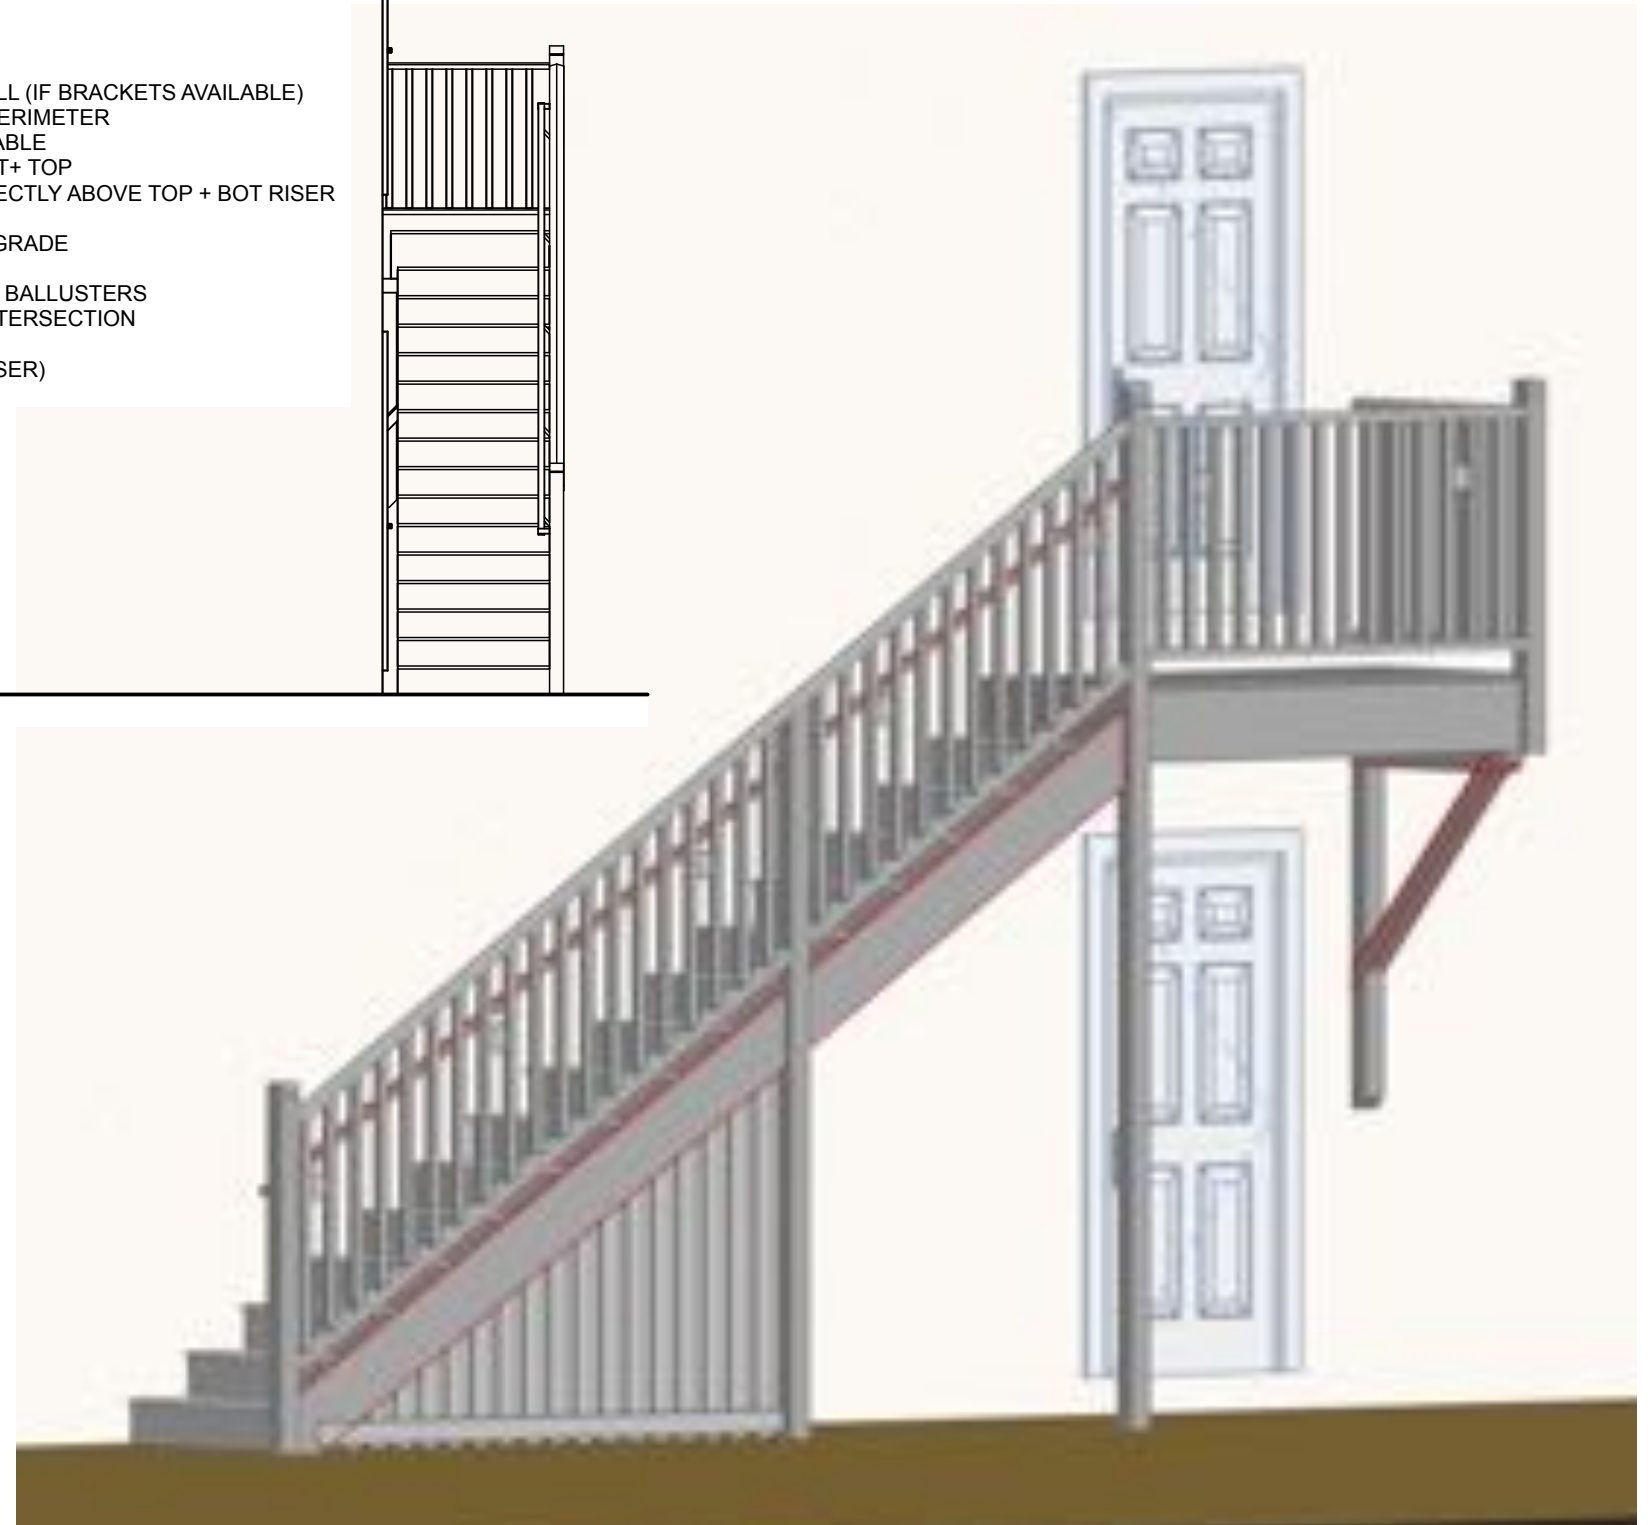 LL (IF BRACKETS AVAILABLE)
ERIMETER
ABLE
T+ TOP
ECTLY ABOVE TOP + BOT RISER
GRADE
BALLUSTERS
TERSECTION
SER)